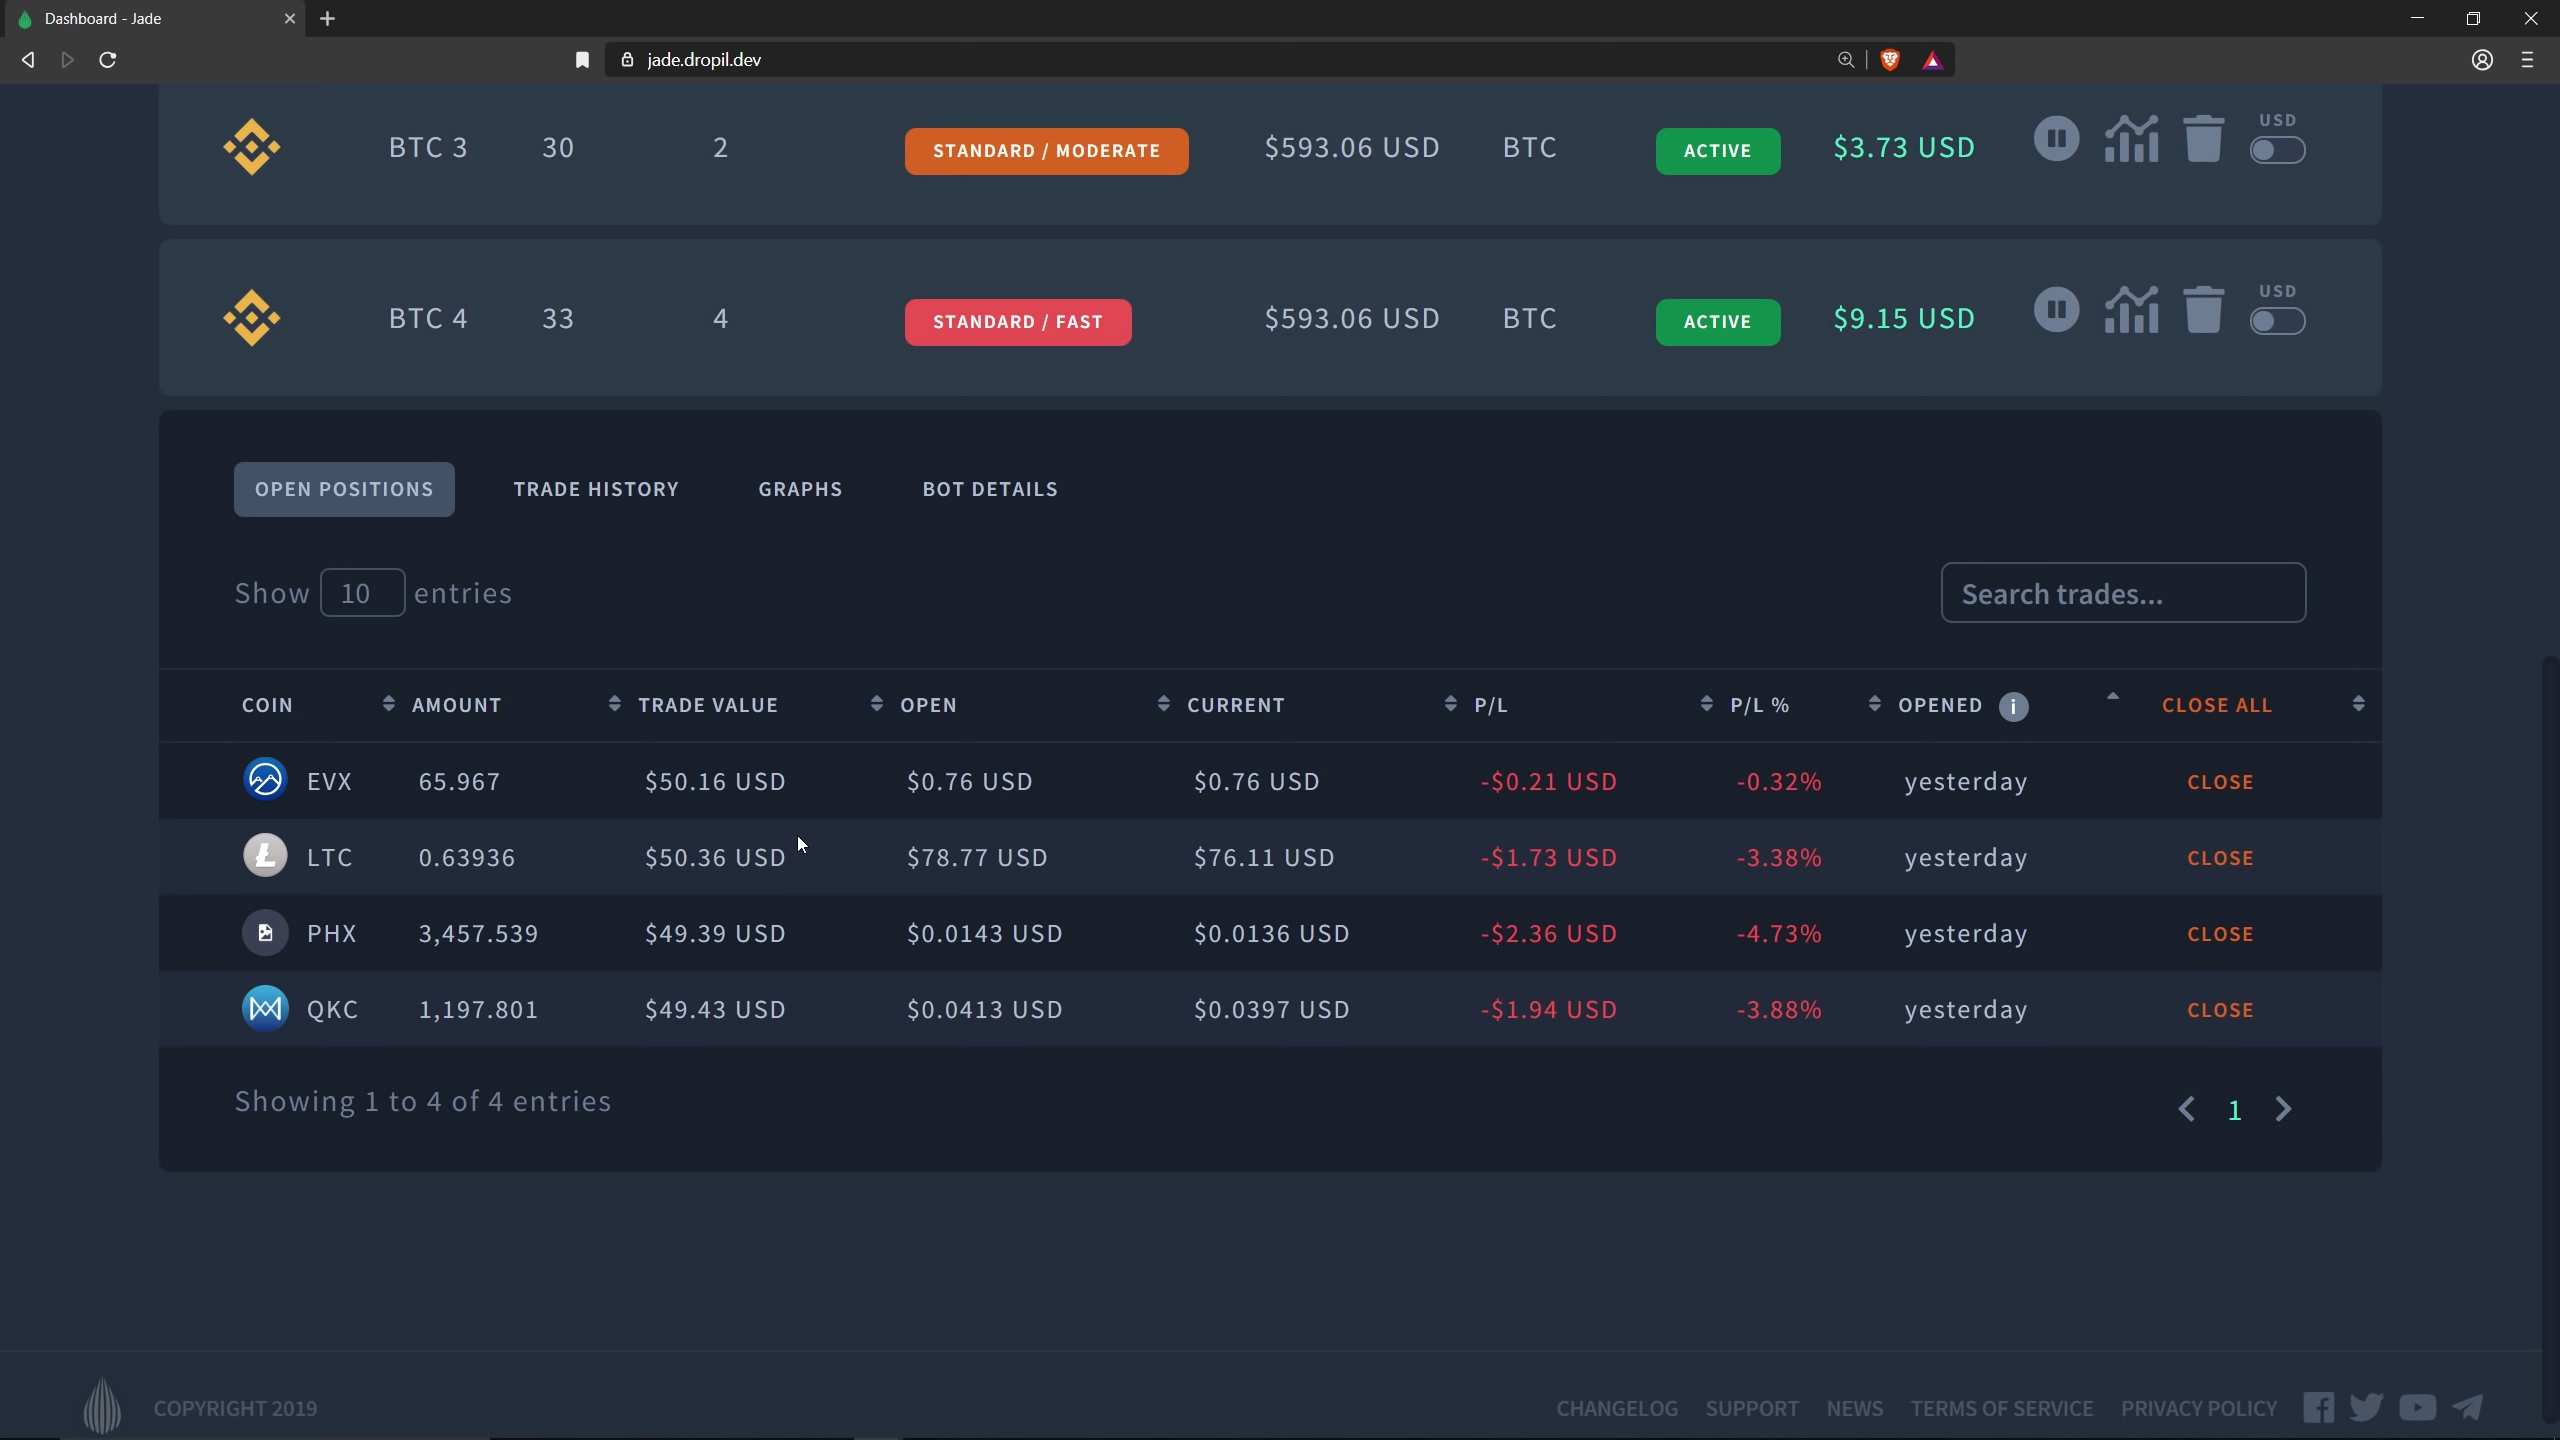 Dashboard - Jade
jade.dropil.dev
BTC 3 30 2 STANDARD / MODERATE $593.06 USD BTC ACTIVE $3.73 USD USD
BTC 4 33 4 STANDARD / FAST $593.06 USD BTC ACTIVE $9.15 USD USD
OPEN POSITIONS TRADE HISTORY GRAPHS BOT DETAILS
Show 10 entries Search trades...
COIN AMOUNT TRADE VALUE OPEN CURRENT P/L P/L % OPENED i CLOSE ALL
EVX 65.967 $50.16 USD $0.76 USD $0.76 USD -$0.21 USD -0.32% yesterday CLOSE
LTC 0.63936 $50.36 USD $78.77 USD $76.11 USD -$1.73 USD -3.38% yesterday CLOSE
PHX 3,457.539 $49.39 USD $0.0143 USD $0.0136 USD -$2.36 USD -4.73% yesterday CLOSE
QKC 1,197.801 $49.43 USD $0.0413 USD $0.0397 USD -$1.94 USD -3.88% yesterday CLOSE
Showing 1 to 4 of 4 entries 1
COPYRIGHT 2019 CHANGELOG SUPPORT NEWS TERMS OF SERVICE PRIVACY POLICY